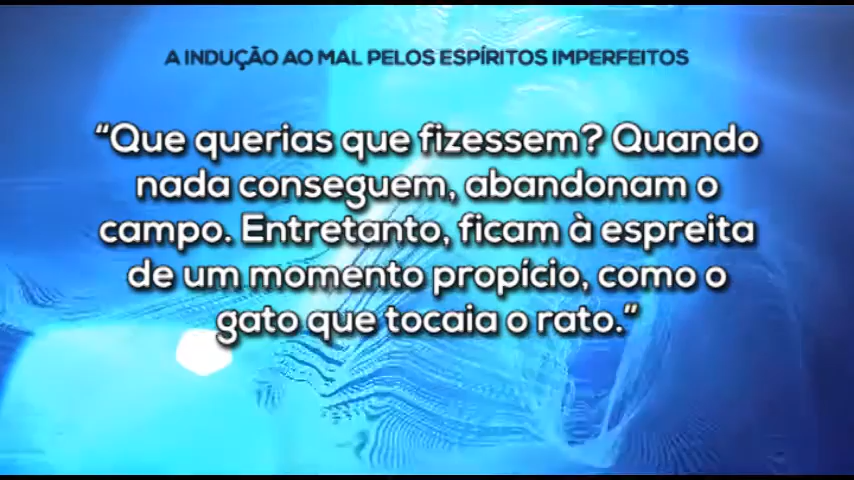 A INDUÇÃO AO MAL PELOS ESPÍRITOS IMPERFEITOS
“Que querias que fizessem? Quando
nada conseguem, abandonam o
campo. Entretanto, ficam à espreita
de um momento propício, como o
gato que tocaia o rato.”